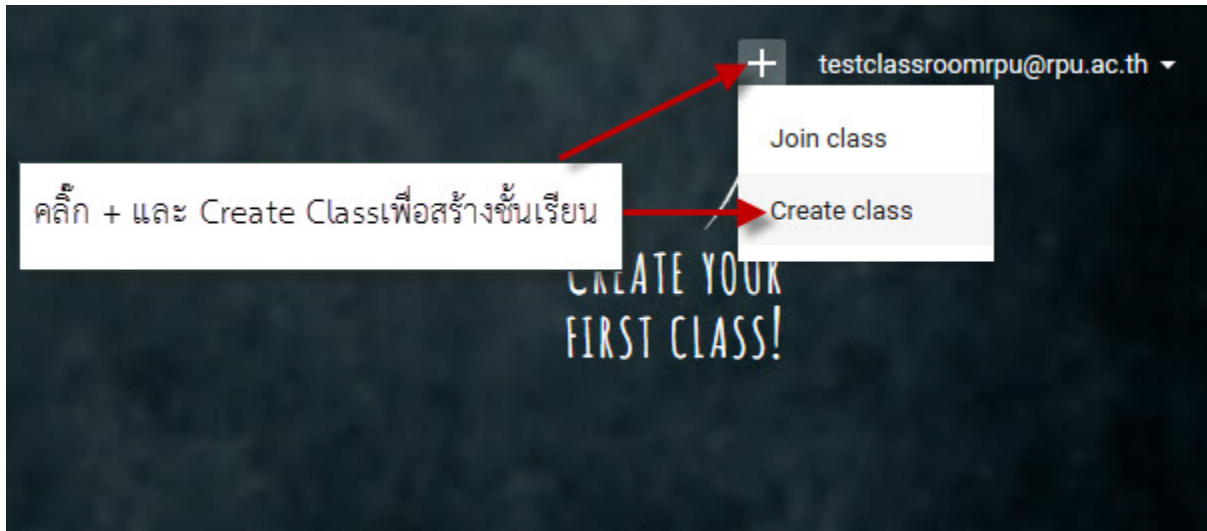 + testclassroomrpu@rpu.ac.th
Join class
คลิ๊ก + และ Create Classเพื่อสร้างชั้นเรียน
Create class
CREATE YOUR
FIRST CLASS!